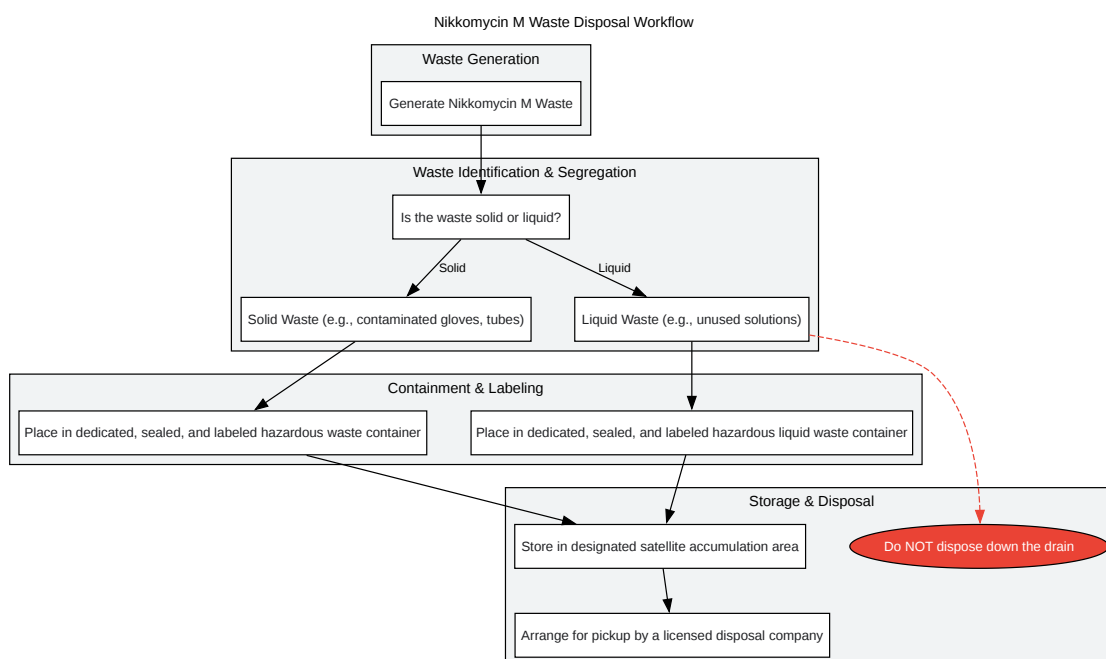 Nikkomycin M Waste Disposal Workflow
Waste Generation
Generate Nikkomycin M Waste
Waste Identification & Segregation
Is the waste solid or liquid?
Solid
Liquid
Solid Waste (e.g., contaminated gloves, tubes)
Liquid Waste (e.g., unused solutions)
Containment & Labeling
Place in dedicated, sealed, and labeled hazardous waste container
Place in dedicated, sealed, and labeled hazardous liquid waste container
Storage & Disposal
Store in designated satellite accumulation area
Do NOT dispose down the drain
Arrange for pickup by a licensed disposal company